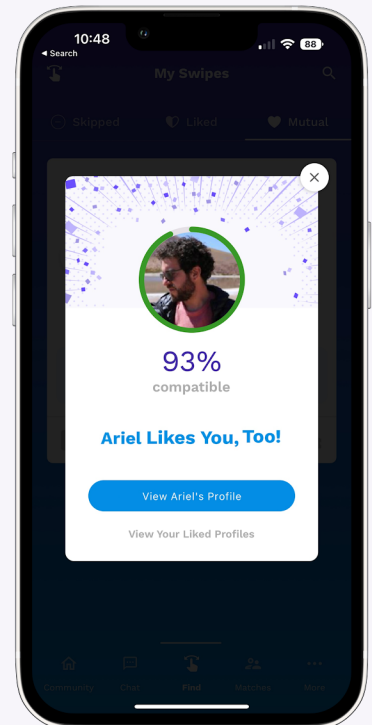 10:48
88
Search
My Swipes
Skipped
Liked
Mutual
93%
compatible
Ariel Likes You, Too!
View Ariel's Profile
View Your Liked Profiles
Community
Chat
Find
Matches
More